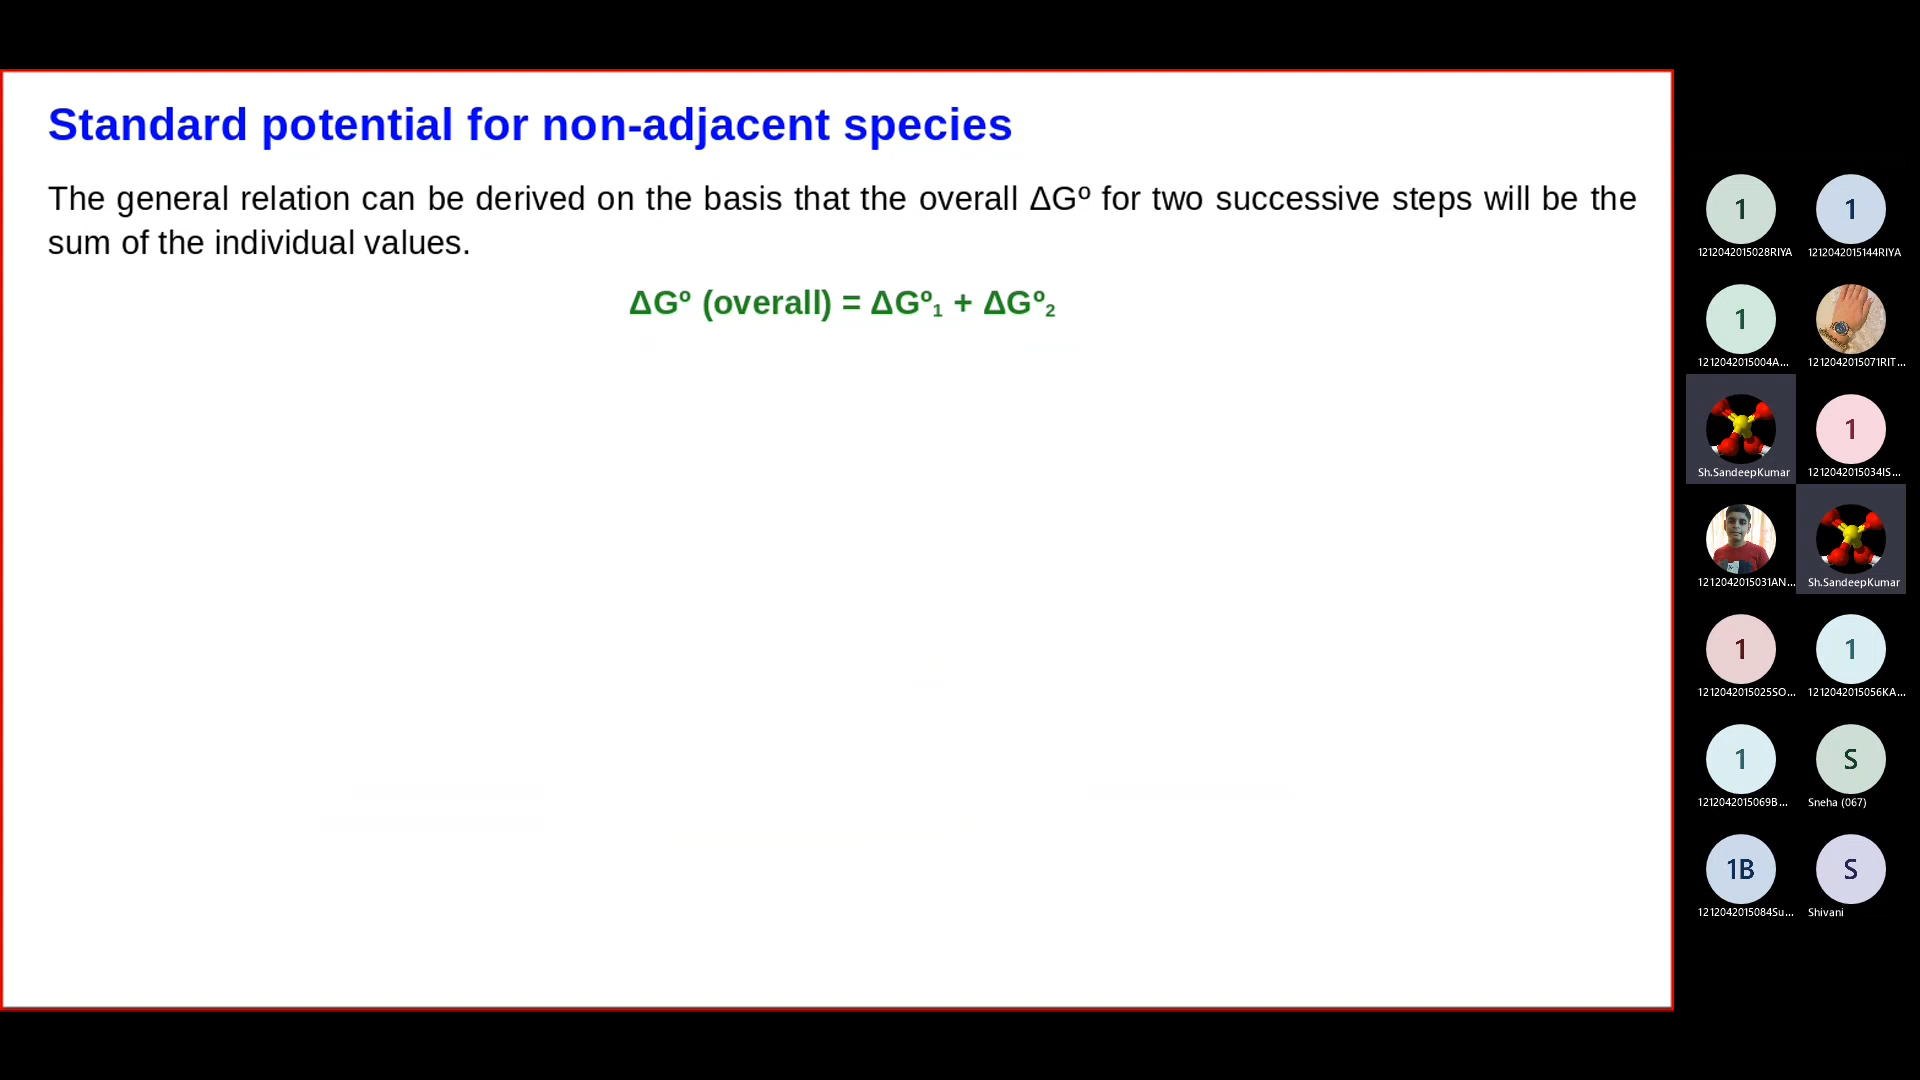 Standard potential for non-adjacent species
The general relation can be derived on the basis that the overall ΔGº for two successive steps will be the
sum of the individual values.
ΔGº (overall) = ΔGº₁ + ΔGº₂
1
1212042015028RIYA
1
1212042015144RIYA
1
1212042015004A...
1212042015071RIT...
Sh.SandeepKumar
1
1212042015034IS...
1212042015031AN...
Sh.SandeepKumar
1
1212042015025SO...
1
1212042015056KA...
1
1212042015069B...
S
Sneha (067)
1B
1212042015084Su...
S
Shivani